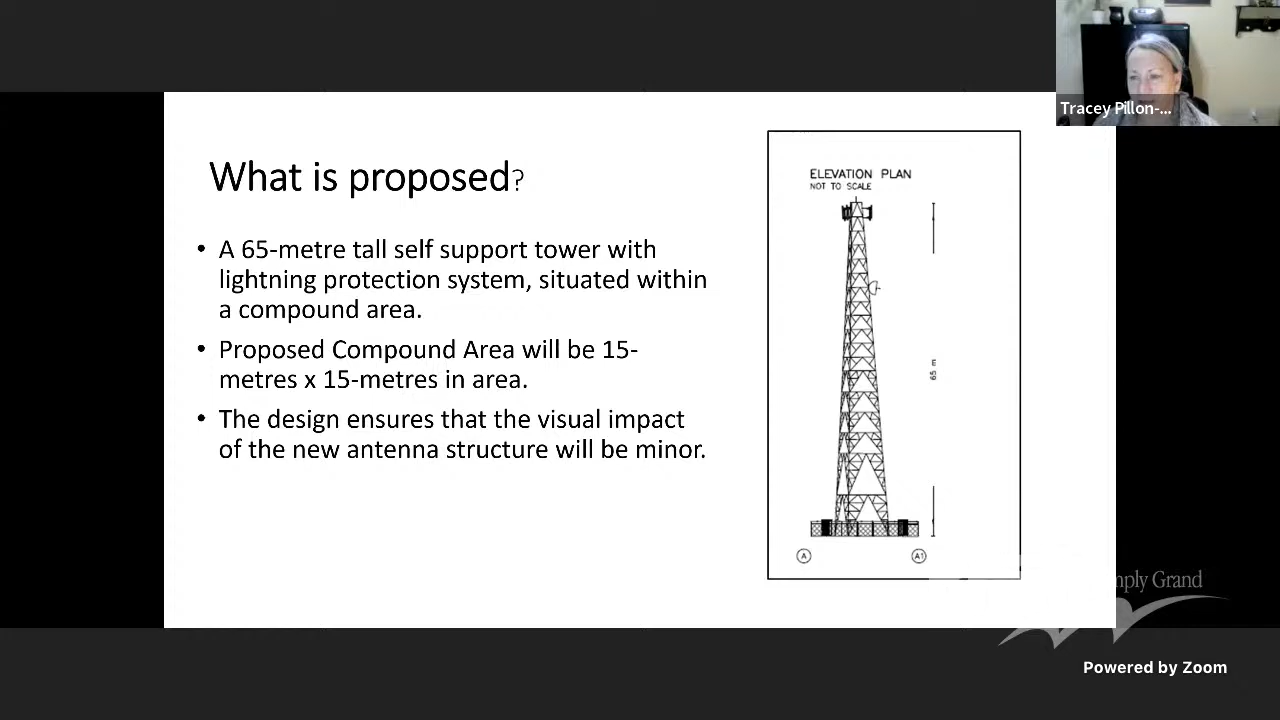 Tracey Pillon-...
What is proposed?
• A 65-metre tall self support tower with
lightning protection system, situated within
a compound area.
• Proposed Compound Area will be 15-
metres x 15-metres in area.
• The design ensures that the visual impact
of the new antenna structure will be minor.
ELEVATION PLAN
NOT TO SCALE
65 m
A
A1
mply Grand
Powered by Zoom